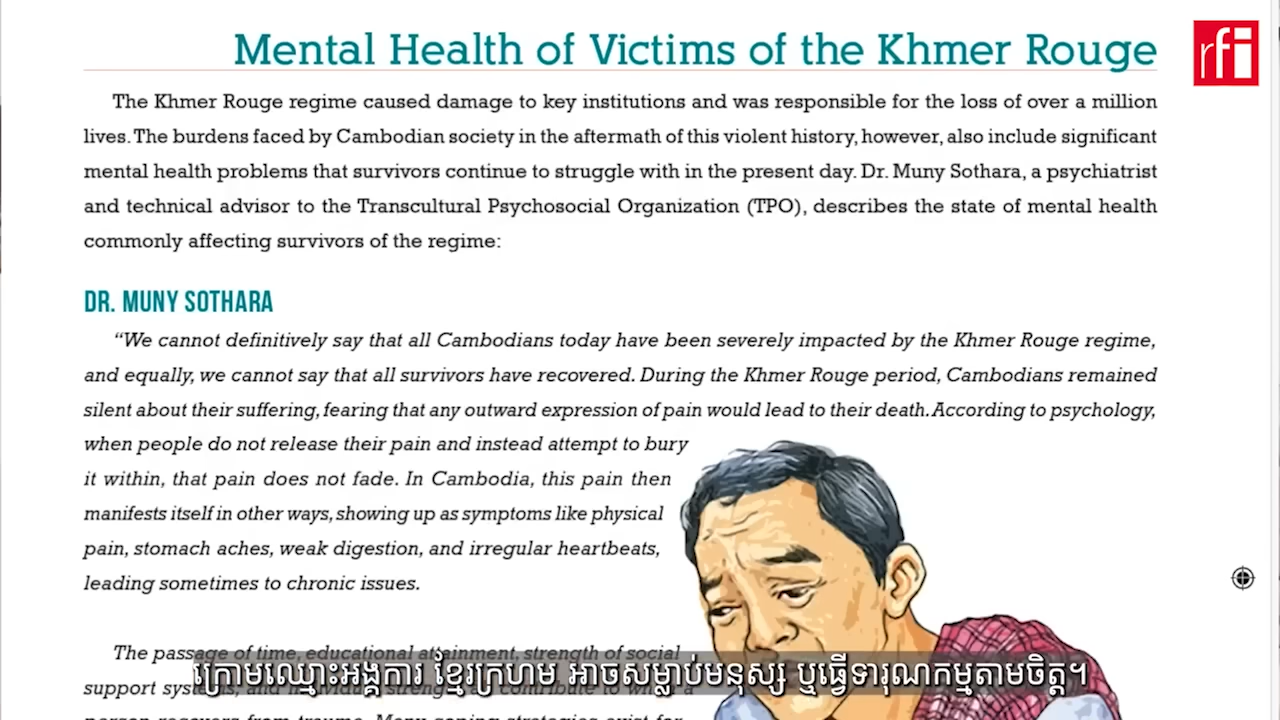 Mental Health of Victims of the Khmer Rouge
rfi
The Khmer Rouge regime caused damage to key institutions and was responsible for the loss of over a million
lives. The burdens faced by Cambodian society in the aftermath of this violent history, however, also include significant
mental health problems that survivors continue to struggle with in the present day. Dr. Muny Sothara, a psychiatrist
and technical advisor to the Transcultural Psychosocial Organization (TPO), describes the state of mental health
commonly affecting survivors of the regime:
DR. MUNY SOTHARA
“We cannot definitively say that all Cambodians today have been severely impacted by the Khmer Rouge regime,
and equally, we cannot say that all survivors have recovered. During the Khmer Rouge period, Cambodians remained
silent about their suffering, fearing that any outward expression of pain would lead to their death. According to psychology,
when people do not release their pain and instead attempt to bury
it within, that pain does not fade. In Cambodia, this pain then
manifests itself in other ways, showing up as symptoms like physical
pain, stomach aches, weak digestion, and irregular heartbeats,
leading sometimes to chronic issues.
The passage of time, educational attainment, strength of social
ក្រោមឈ្មោះអង្គការ ខ្មែរក្រហម អាចសម្លាប់មនុស្ស ឬធ្វើទារុណកម្មតាមចិត្ត។
support